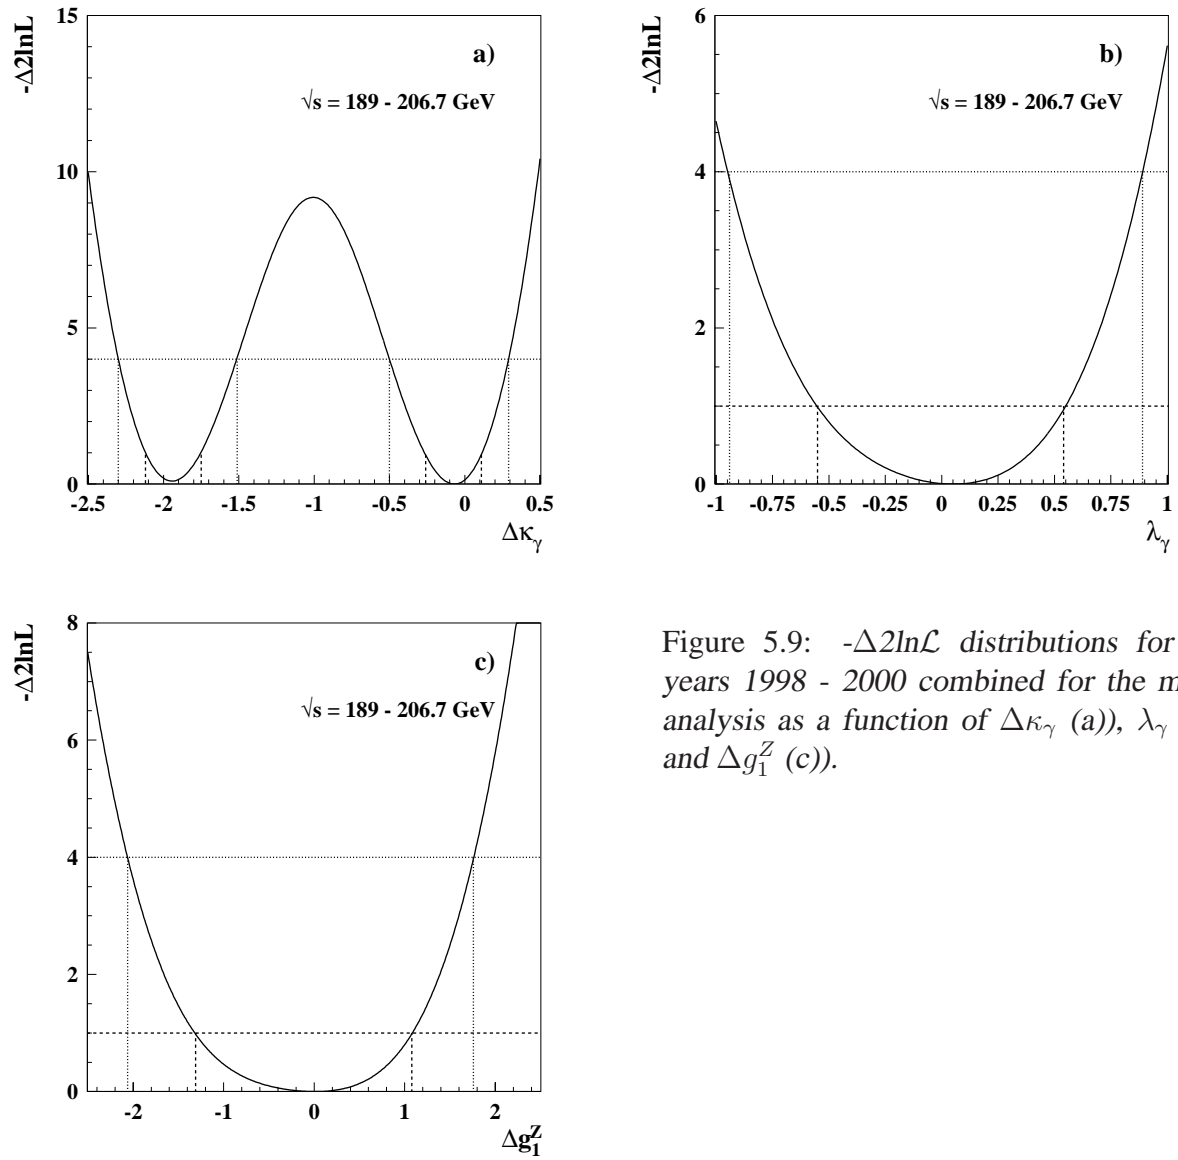 -Δ2lnL
15
10
5
0
a)
√s = 189 - 206.7 GeV
-2.5 -2 -1.5 -1 -0.5 0 0.5
Δκγ
-Δ2lnL
6
4
2
0
b)
√s = 189 - 206.7 GeV
-1 -0.75 -0.5 -0.25 0 0.25 0.5 0.75 1
λγ
-Δ2lnL
8
6
4
2
0
c)
√s = 189 - 206.7 GeV
-2 -1 0 1 2
Δg₁ᶻ
Figure 5.9: -Δ2lnℒ distributions for
years 1998 - 2000 combined for the
analysis as a function of Δκγ (a)), λγ
and Δg₁ᶻ (c)).